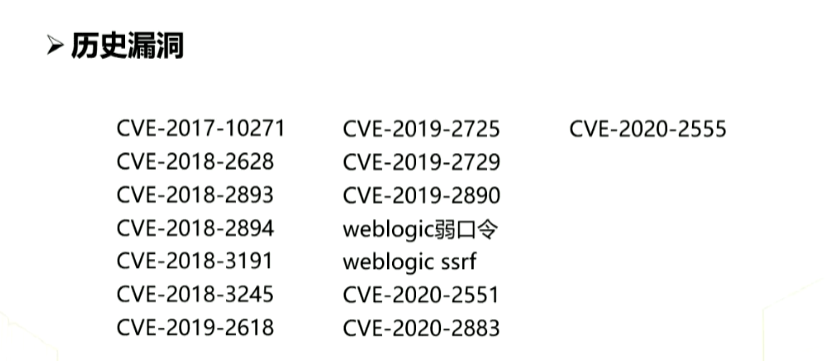 ➢ 历史漏洞
CVE-2017-10271
CVE-2018-2628
CVE-2018-2893
CVE-2018-2894
CVE-2018-3191
CVE-2018-3245
CVE-2019-2618
CVE-2019-2725
CVE-2019-2729
CVE-2019-2890
weblogic弱口令
weblogic ssrf
CVE-2020-2551
CVE-2020-2883
CVE-2020-2555